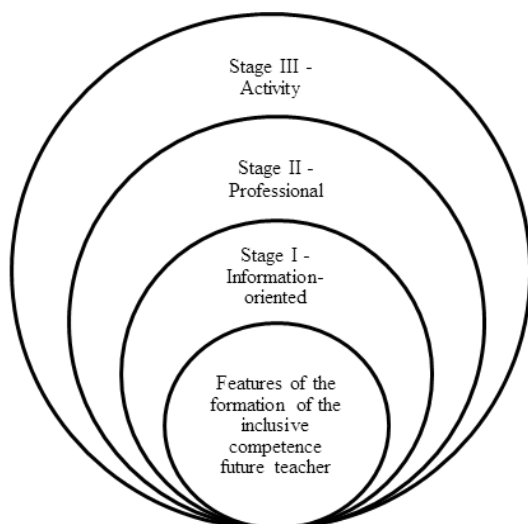 Stage III -
Activity
Stage II -
Professional
Stage I -
Information-
oriented
Features of the
formation of the
inclusive
competence
future teacher